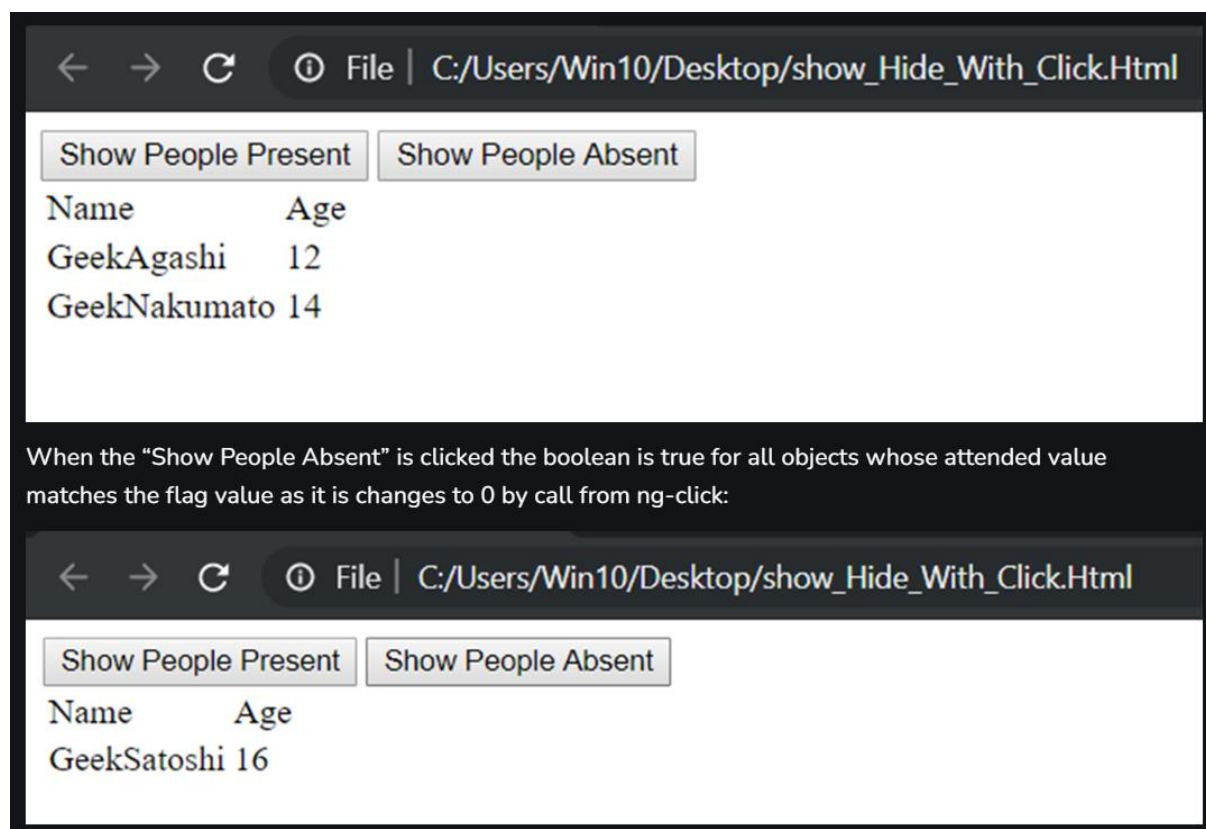 File | C:/Users/Win10/Desktop/show_Hide_With_Click.Html
Show People Present Show People Absent
Name Age
GeekAgashi 12
GeekNakumato 14
When the “Show People Absent” is clicked the boolean is true for all objects whose attended value
matches the flag value as it is changes to 0 by call from ng-click:
File | C:/Users/Win10/Desktop/show_Hide_With_Click.Html
Show People Present Show People Absent
Name Age
GeekSatoshi 16